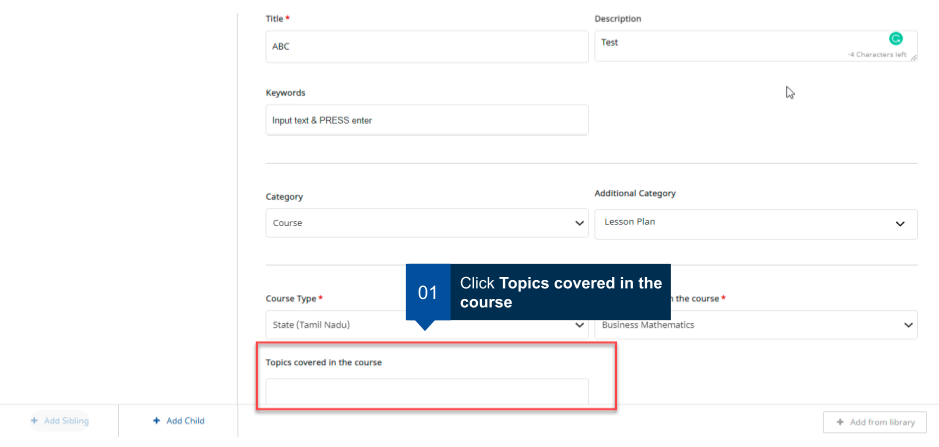 Title *
Description
ABC
Test
-4 Characters left
Keywords
Input text & PRESS enter
Category
Additional Category
Course
Lesson Plan
01
Click Topics covered in the
course
Course Type *
the course *
State (Tamil Nadu)
Business Mathematics
Topics covered in the course
+ Add Sibling
+ Add Child
+ Add from library